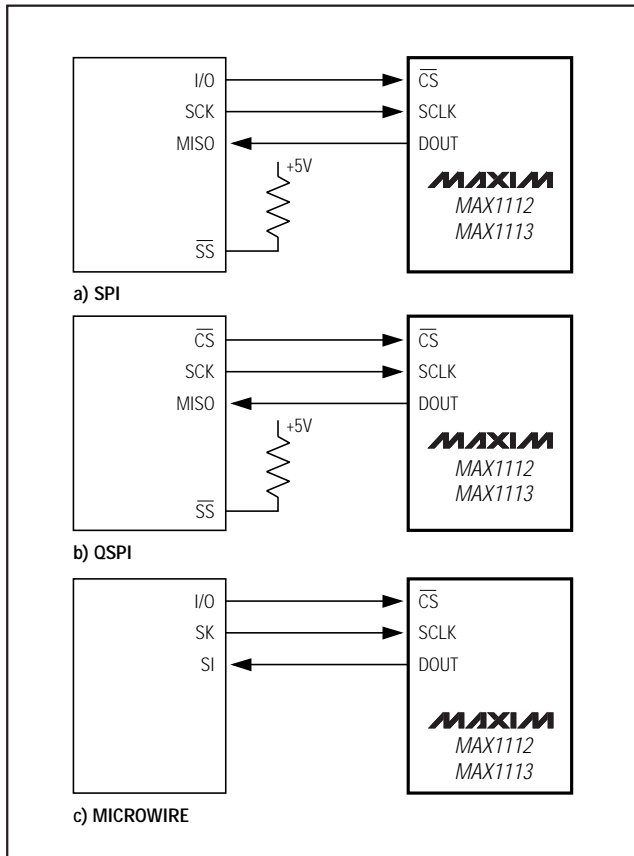 I/O CS
SCK SCLK
MISO DOUT
+5V
MAXIM
MAX1112
MAX1113
SS
a) SPI
CS CS
SCK SCLK
MISO DOUT
+5V
MAXIM
MAX1112
MAX1113
SS
b) QSPI
I/O CS
SK SCLK
SI DOUT
MAXIM
MAX1112
MAX1113
c) MICROWIRE